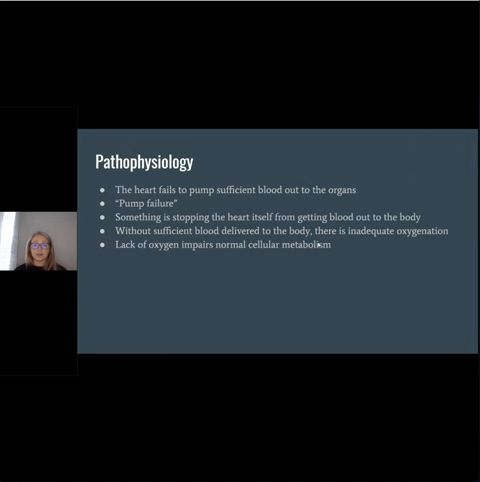 Pathophysiology
● The heart fails to pump sufficient blood out to the organs
● “Pump failure”
● Something is stopping the heart itself from getting blood out to the body
● Without sufficient blood delivered to the body, there is inadequate oxygenation
● Lack of oxygen impairs normal cellular metabolism